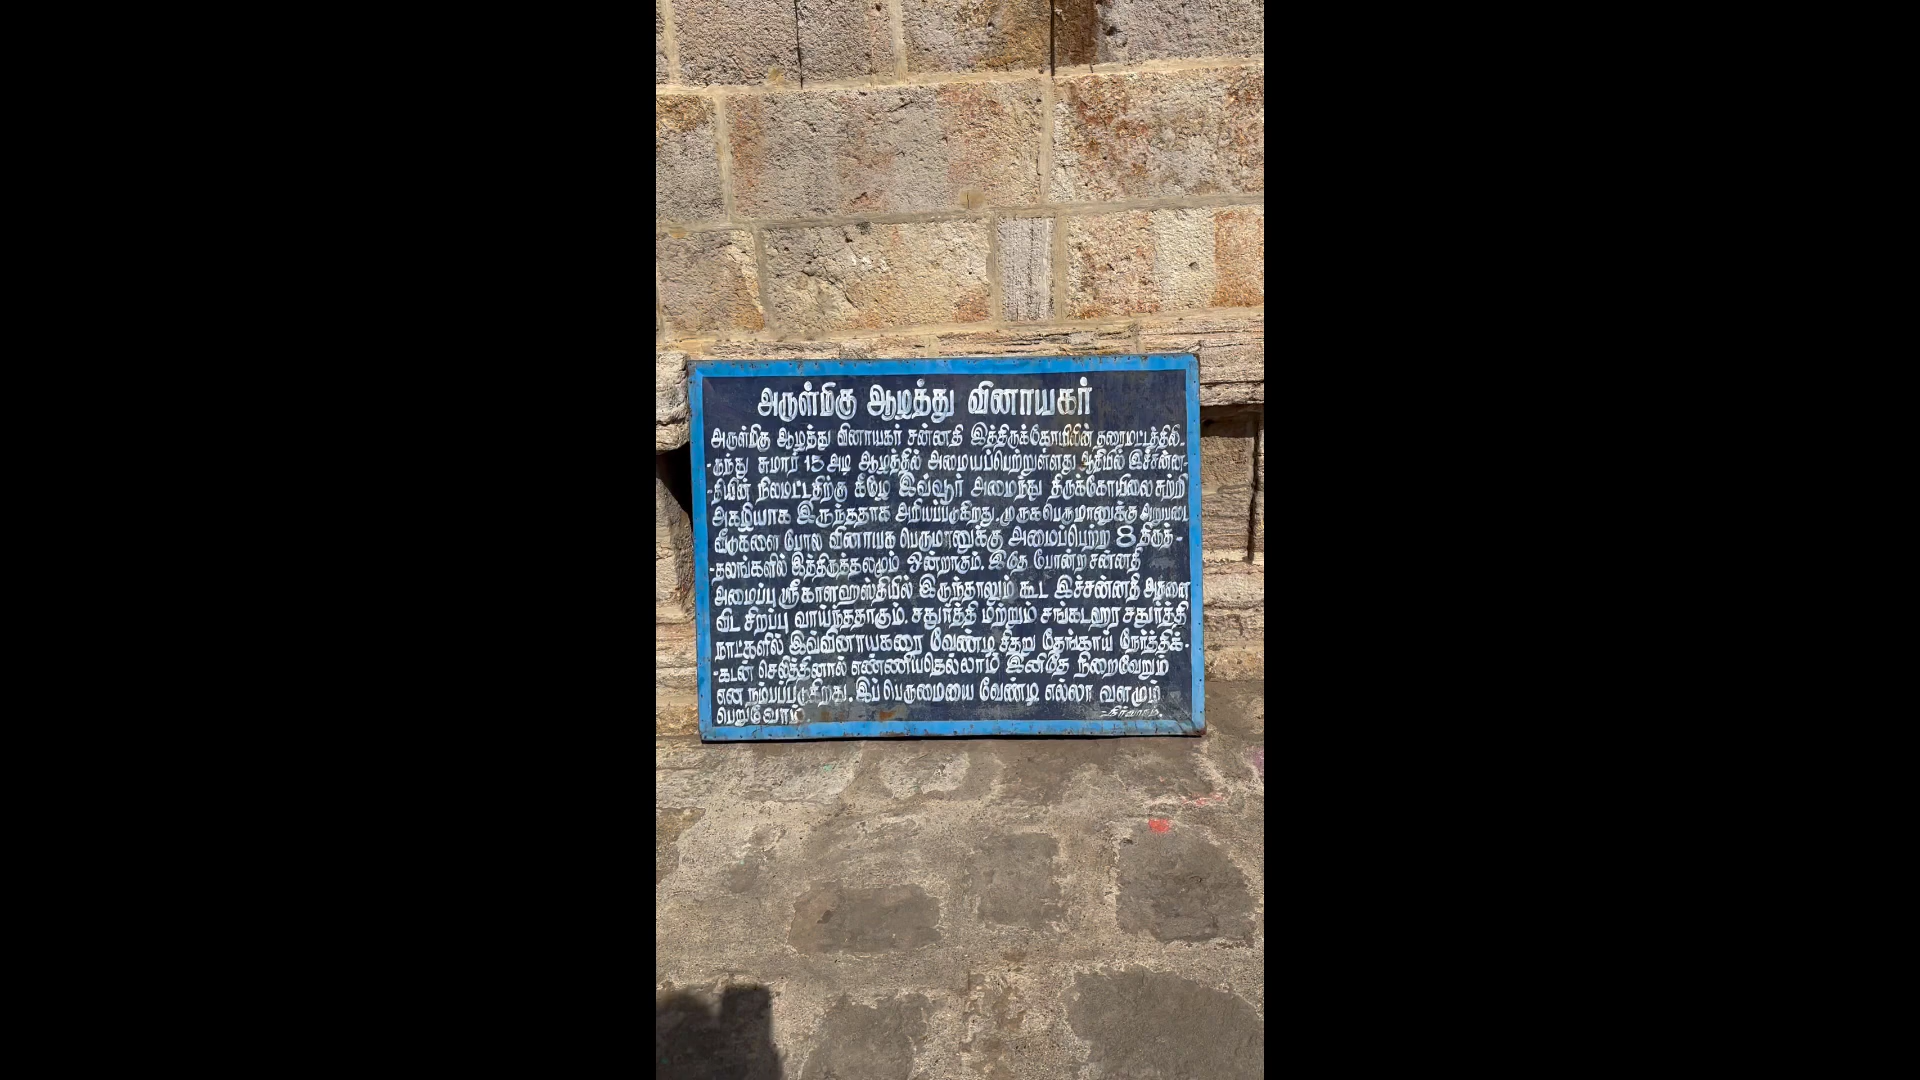 அருள்மிகு ஆழத்து விநாயகர்
அருள்மிகு ஆழத்து விநாயகர் சன்னதி இத்திருக்கோயிலின் தரைமட்டத்திலி-
-ருந்து சுமார் 15 அடி ஆழத்தில் அமையப்பெற்றுள்ளது ஆதியில் இச்சன்ன-
-தியின் நிலமட்டதிற்கு கீழே இவ்வூர் அமைந்து திருக்கோயிலை சுற்றி
அகழியாக இருந்ததாக அறியப்படுகிறது. முருகபெருமானுக்கு அறுபடை
வீடுகளை போல விநாயக பெருமானுக்கு அமைப்பெற்ற 8 திருத்-
-தலங்களில் இத்திருத்தலமும் ஒன்றாகும். இதே போன்ற சன்னதி
அமைப்பு ஸ்ரீகாளஹஸ்தியில் இருந்தாலும் கூட இச்சன்னதி அதனை
விட சிறப்பு வாய்ந்ததாகும். சதுர்த்தி மற்றும் சங்கடஹர சதுர்த்தி
நாட்களில் இவ்விநாயகரை வேண்டி சிதறு தேங்காய் நேர்த்திக்-
-கடன் செலுத்தினால் எண்ணியதெல்லாம் இனிதே நிறைவேறும்
என நம்பப்படுகிறது. இப் பெருமையை வேண்டி எல்லா வளமும்
பெறுவோம்.
நிர்வாகம்.